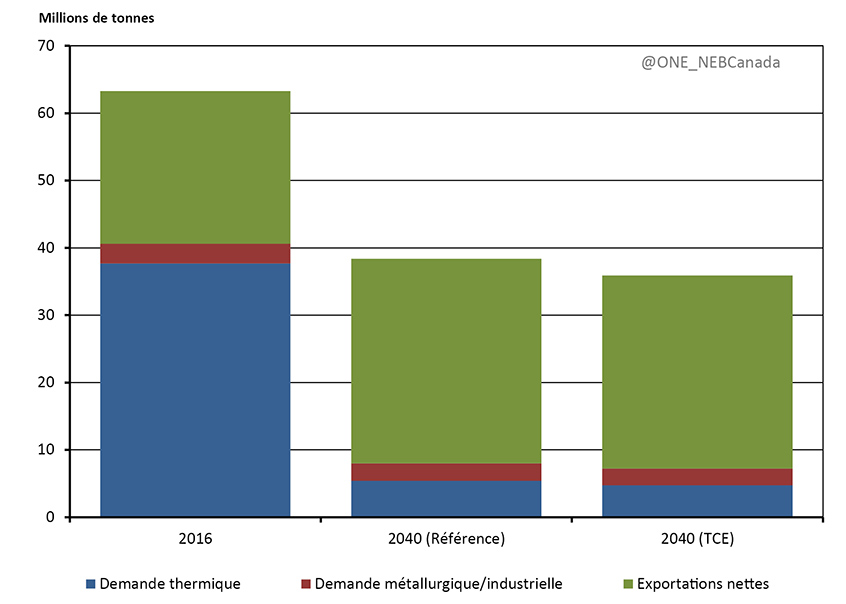 Millions de tonnes
@ONE_NEBCanada
70
60
50
40
30
20
10
0
2016
2040 (Référence)
2040 (TCE)
Demande thermique
Demande métallurgique/industrielle
Exportations nettes